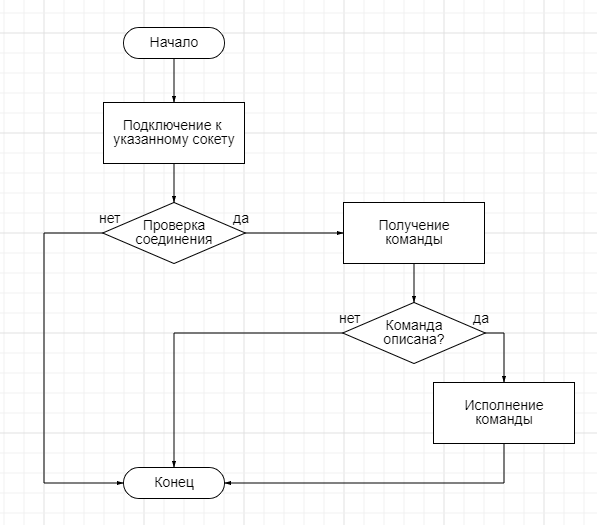 Начало
Подключение к
указанному сокету
нет
да
Проверка
соединения
Получение
команды
нет
да
Команда
описана?
Исполнение
команды
Конец